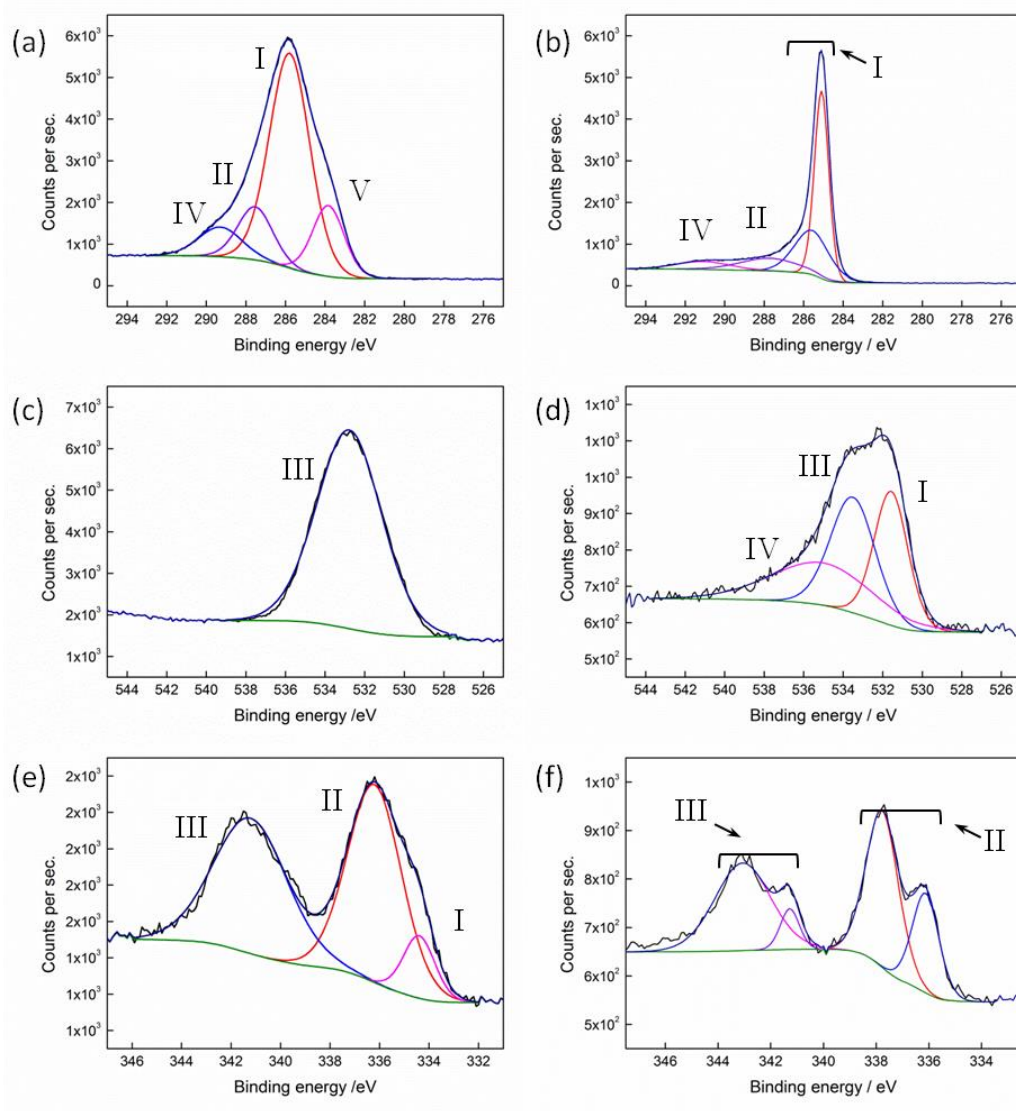 (a)
6x10³
5x10³
4x10³
3x10³
2x10³
1x10³
0
Counts per sec.
I
II
IV
V
294 292 290 288 286 284 282 280 278 276
Binding energy /eV
(b)
6x10³
5x10³
4x10³
3x10³
2x10³
1x10³
0
Counts per sec.
I
II
IV
294 292 290 288 286 284 282 280 278 276
Binding energy /eV
(c)
7x10³
6x10³
5x10³
4x10³
3x10³
2x10³
1x10³
Counts per sec.
III
544 542 540 538 536 534 532 530 528 526
Binding energy /eV
(d)
1x10³
1x10³
1x10³
9x10²
8x10²
7x10²
6x10²
5x10²
Counts per sec.
III
I
IV
544 542 540 538 536 534 532 530 528 526
Binding energy /eV
(e)
2x10³
2x10³
2x10³
2x10³
2x10³
1x10³
1x10³
1x10³
Counts per sec.
II
III
I
346 344 342 340 338 336 334 332
Binding energy /eV
(f)
1x10³
9x10²
8x10²
7x10²
6x10²
5x10²
Counts per sec.
III
II
346 344 342 340 338 336 334
Binding energy /eV